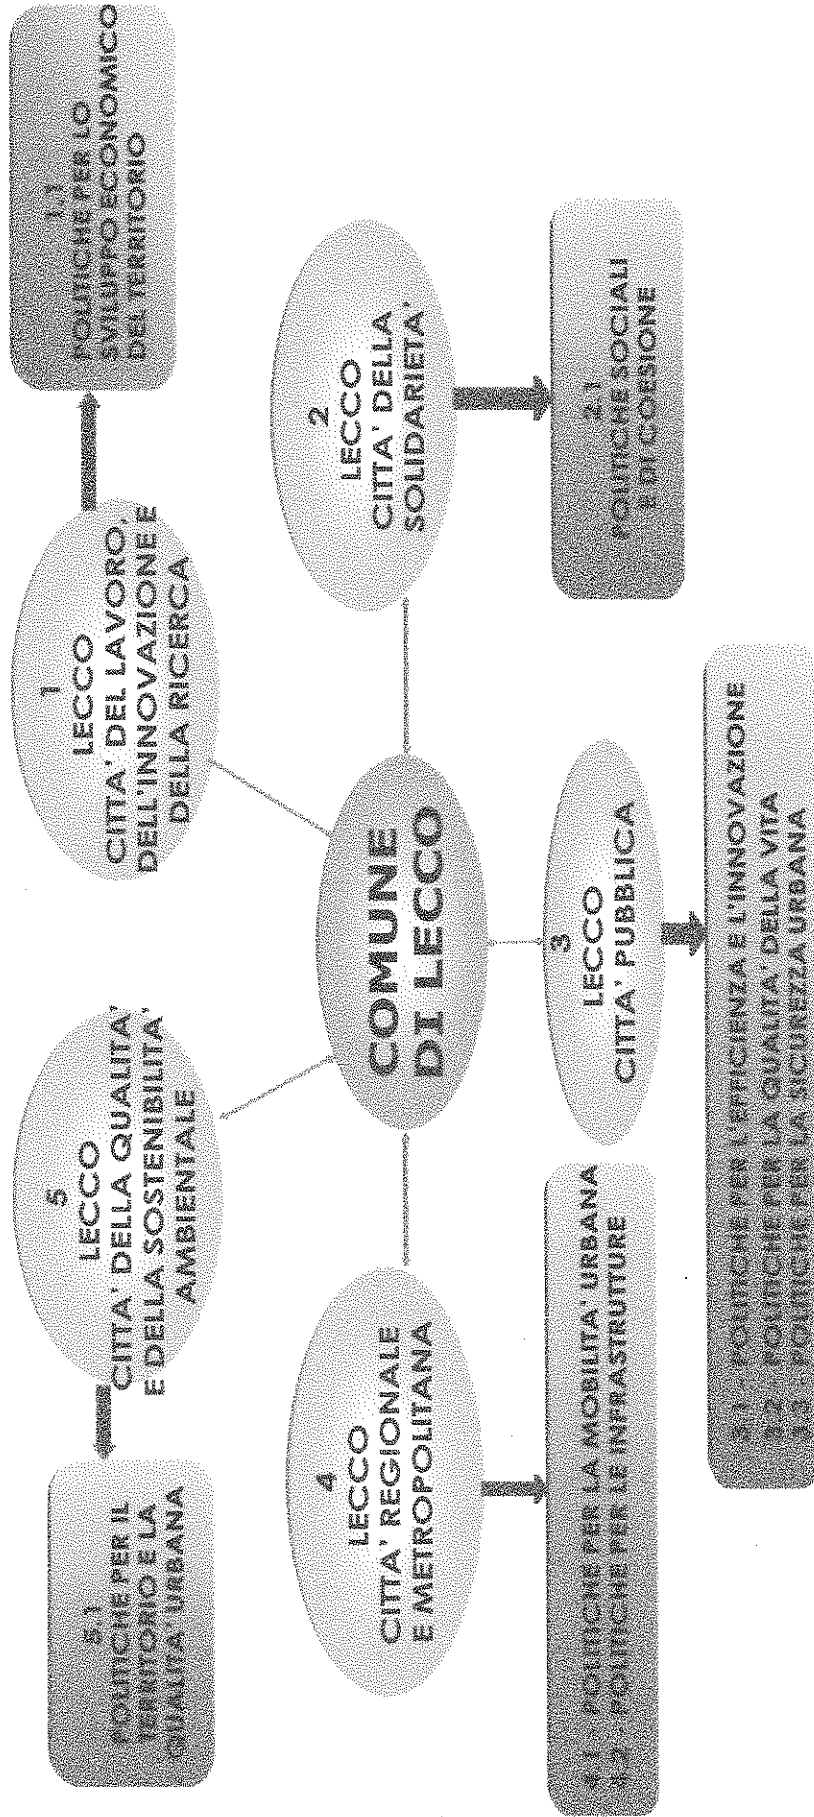 COMUNE
DI LECCO
1
LECCO
CITTA' DEL LAVORO,
DELL'INNOVAZIONE E
DELLA RICERCA
1.1
POLITICHE PER LO
SVILUPPO ECONOMICO
DEL TERRITORIO
2
LECCO
CITTA' DELLA
SOLIDARIETA'
2.1
POLITICHE SOCIALI
E DI COESIONE
3
LECCO
CITTA' PUBBLICA
3.1 - POLITICHE PER L'EFFICIENZA E L'INNOVAZIONE
3.2 - POLITICHE PER LA QUALITA' DELLA VITA
3.3 - POLITICHE PER LA SICUREZZA URBANA
4
LECCO
CITTA' REGIONALE
E METROPOLITANA
4.1 - POLITICHE PER LA MOBILITA' URBANA
4.2 - POLITICHE PER LE INFRASTRUTTURE
5
LECCO
CITTA' DELLA QUALITA'
E DELLA SOSTENIBILITA'
AMBIENTALE
5.1
POLITICHE PER IL
TERRITORIO E LA
QUALITA' URBANA